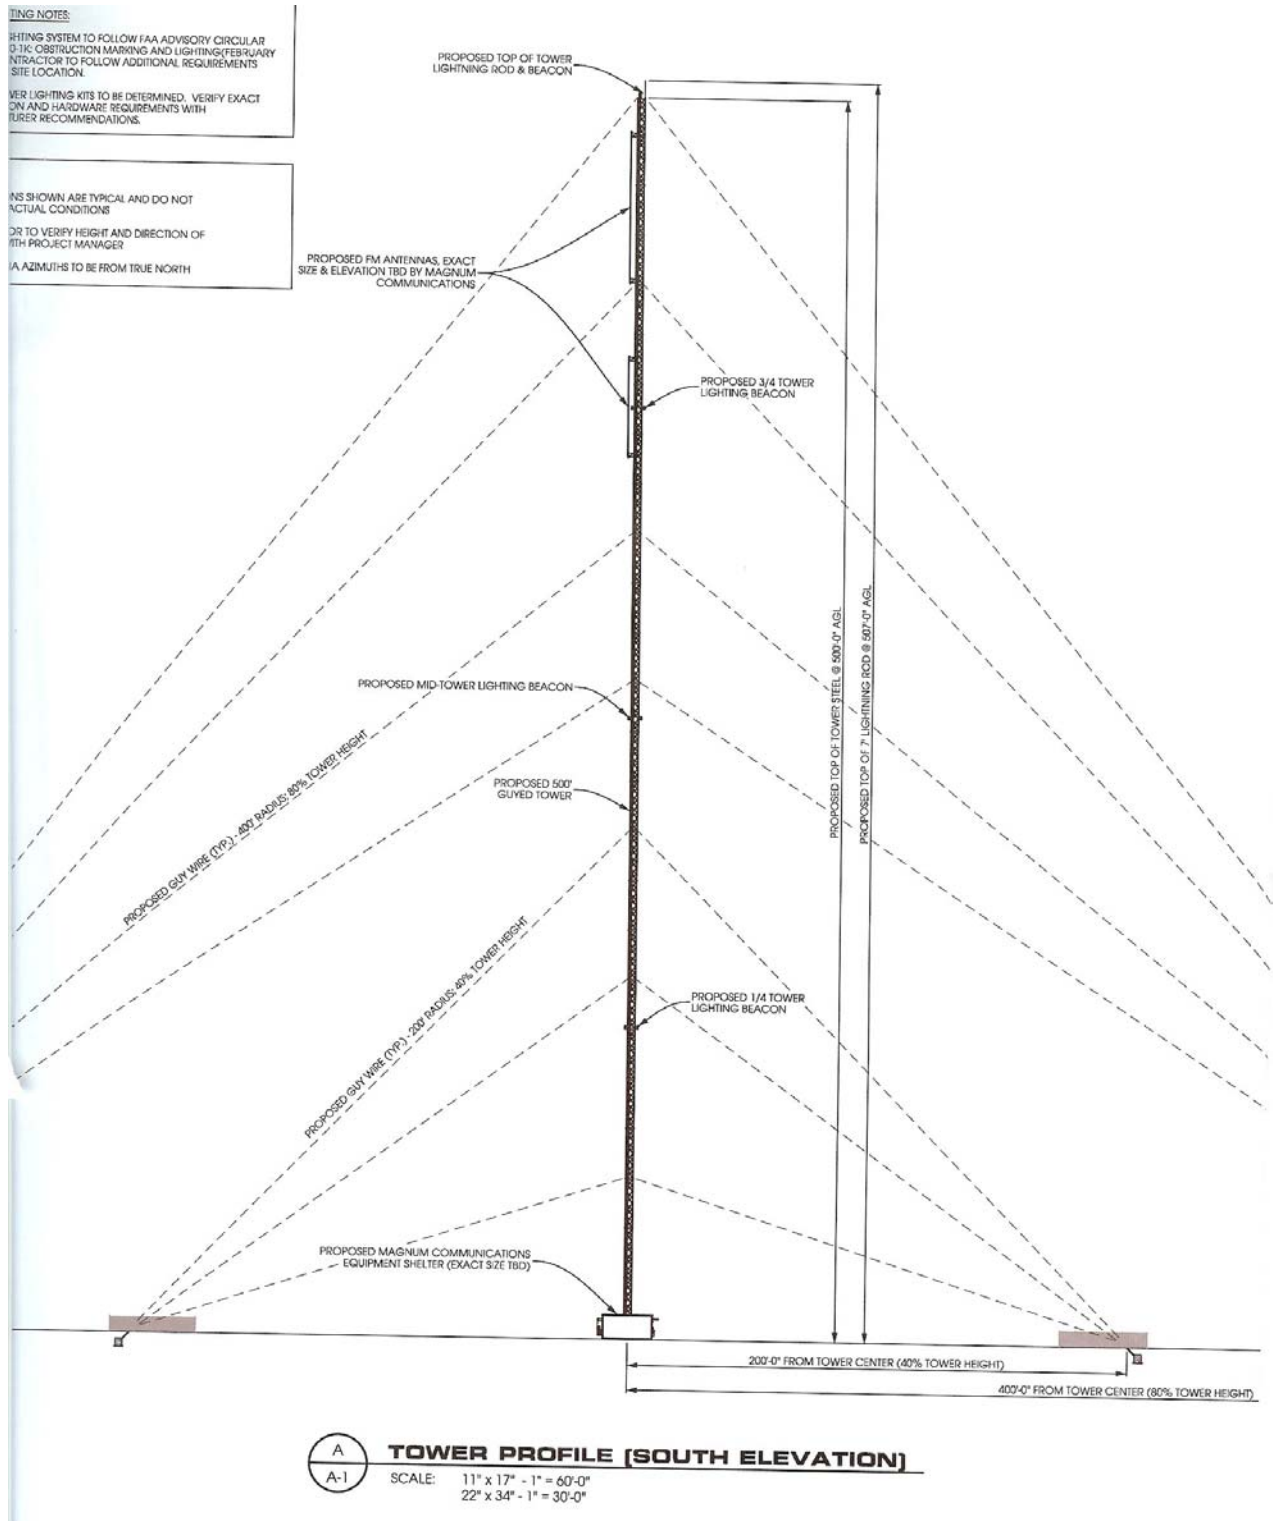 TING NOTES:
HTING SYSTEM TO FOLLOW FAA ADVISORY CIRCULAR
0-1K: OBSTRUCTION MARKING AND LIGHTING(FEBRUARY
NTRACTOR TO FOLLOW ADDITIONAL REQUIREMENTS
SITE LOCATION.
VER LIGHTING KITS TO BE DETERMINED. VERIFY EXACT
ON AND HARDWARE REQUIREMENTS WITH
TURER RECOMMENDATIONS.
NS SHOWN ARE TYPICAL AND DO NOT
ACTUAL CONDITIONS
OR TO VERIFY HEIGHT AND DIRECTION OF
ITH PROJECT MANAGER
A AZIMUTHS TO BE FROM TRUE NORTH
PROPOSED TOP OF TOWER
LIGHTNING ROD & BEACON
PROPOSED FM ANTENNAS, EXACT
SIZE & ELEVATION TBD BY MAGNUM
COMMUNICATIONS
PROPOSED 3/4 TOWER
LIGHTING BEACON
PROPOSED TOP OF TOWER STEEL @ 500'-0" AGL
PROPOSED TOP OF 7' LIGHTNING ROD @ 507'-0" AGL
PROPOSED MID-TOWER LIGHTING BEACON
PROPOSED GUY WIRE (TYP.) - 400' RADIUS: 80% TOWER HEIGHT
PROPOSED 500'
GUYED TOWER
PROPOSED GUY WIRE (TYP.) - 200' RADIUS: 40% TOWER HEIGHT
PROPOSED 1/4 TOWER
LIGHTING BEACON
PROPOSED MAGNUM COMMUNICATIONS
EQUIPMENT SHELTER (EXACT SIZE TBD)
200'-0" FROM TOWER CENTER (40% TOWER HEIGHT)
400'-0" FROM TOWER CENTER (80% TOWER HEIGHT)
A
A-1
TOWER PROFILE (SOUTH ELEVATION)
SCALE: 11" x 17" - 1" = 60'-0"
22" x 34" - 1" = 30'-0"